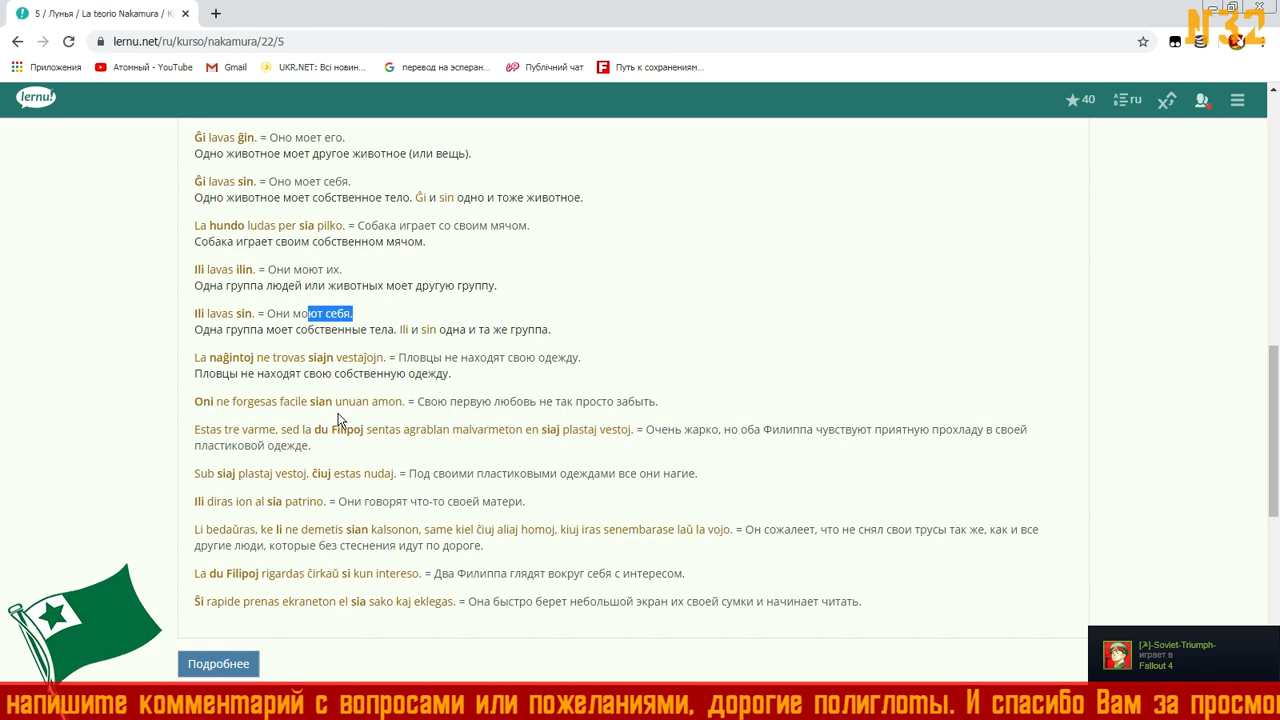 5 / Лунья / La teorio Nakamura /
N32
lernu.net/ru/kurso/nakamura/22/5
Приложения
Атомный - YouTube
Gmail
UKR.NET: Всі новин...
перевод на эсперан...
Публічний чат
Путь к сохранениям...
lernu!
40
ru
Ĝi lavas ĝin. = Оно моет его.
Одно животное моет другое животное (или вещь).
Ĝi lavas sin. = Оно моет себя.
Одно животное моет собственное тело. Ĝi и sin одно и тоже животное.
La hundo ludas per sia pilko. = Собака играет со своим мячом.
Собака играет своим собственном мячом.
Ili lavas ilin. = Они моют их.
Одна группа людей или животных моет другую группу.
Ili lavas sin. = Они моют себя.
Одна группа моет собственные тела. Ili и sin одна и та же группа.
La naĝintoj ne trovas siajn vestaĵojn. = Пловцы не находят свою одежду.
Пловцы не находят свою собственную одежду.
Oni ne forgesas facile sian unuan amon. = Свою первую любовь не так просто забыть.
Estas tre varme, sed la du Filipoj sentas agrablan malvarmeton en siaj plastaj vestoj. = Очень жарко, но оба Филиппа чувствуют приятную прохладу в своей
пластиковой одежде.
Sub siaj plastaj vestoj, ĉiuj estas nudaj. = Под своими пластиковыми одеждами все они нагие.
Ili diras ion al sia patrino. = Они говорят что-то своей матери.
Li bedaŭras, ke li ne demetis sian kalsonon, same kiel ĉiuj aliaj homoj, kiuj iras senembarase laŭ la vojo. = Он сожалеет, что не снял свои трусы так же, как и все
другие люди, которые без стеснения идут по дороге.
La du Filipoj rigardas ĉirkaŭ si kun intereso. = Два Филиппа глядят вокруг себя с интересом.
Ŝi rapide prenas ekraneton el sia sako kaj eklegas. = Она быстро берет небольшой экран их своей сумки и начинает читать.
Подробнее
[☭]-Soviet-Triumph-
играет в
Fallout 4
напишите комментарий с вопросами или пожеланиями, дорогие полиглоты. И спасибо Вам за просмо